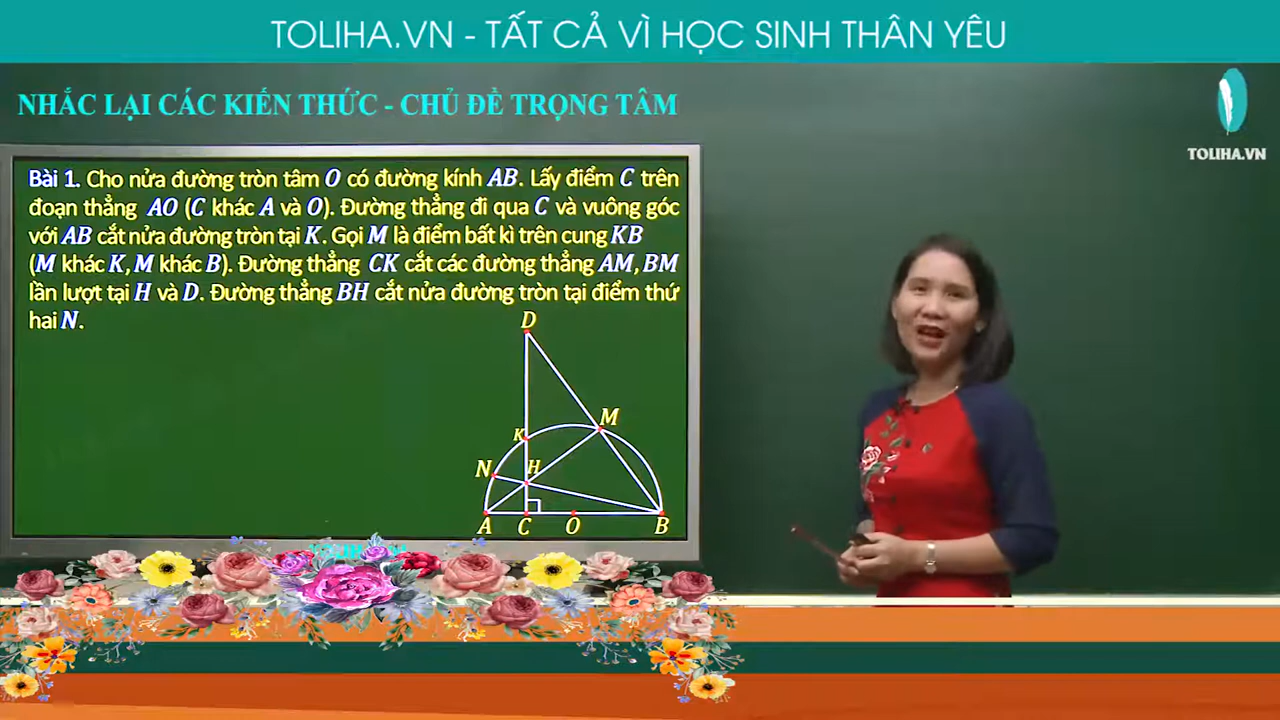 TOLIHA.VN - TẤT CẢ VÌ HỌC SINH THÂN YÊU
NHẮC LẠI CÁC KIẾN THỨC - CHỦ ĐỀ TRỌNG TÂM
TOLIHA.VN
Bài 1. Cho nửa đường tròn tâm O có đường kính AB. Lấy điểm C trên
đoạn thẳng AO (C khác A và O). Đường thẳng đi qua C và vuông góc
với AB cắt nửa đường tròn tại K. Gọi M là điểm bất kì trên cung KB
(M khác K, M khác B). Đường thẳng CK cắt các đường thẳng AM, BM
lần lượt tại H và D. Đường thẳng BH cắt nửa đường tròn tại điểm thứ
hai N.
D
M
K
N
H
A
C
O
B